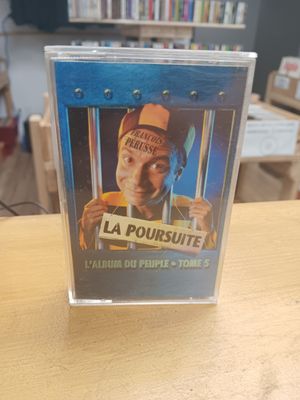 FRANÇOIS
PÉRUSSE
LA POURSUITE
L'ALBUM DU PEUPLE • TOME 5